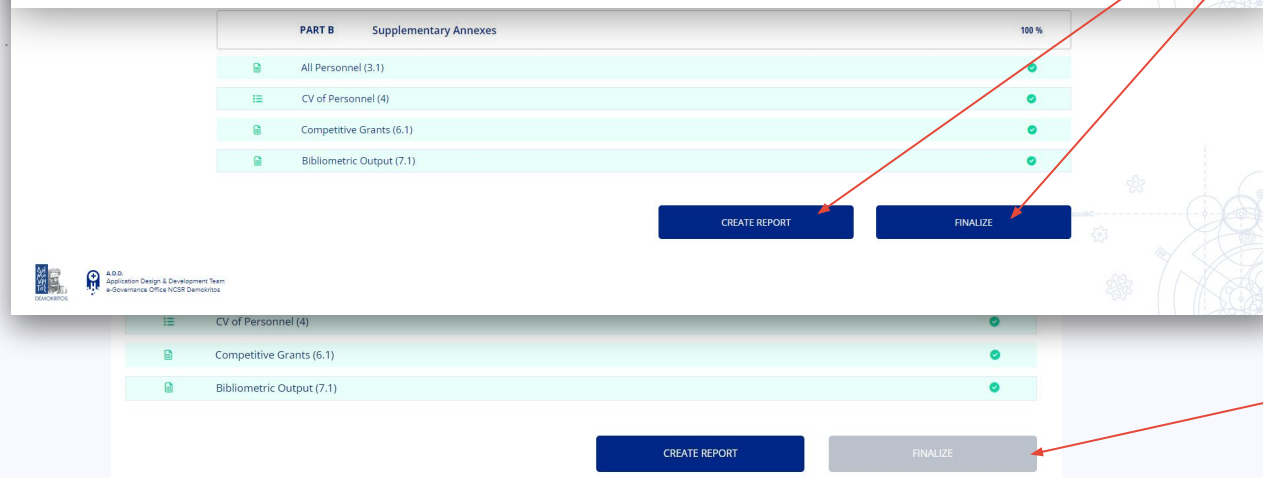 PART B Supplementary Annexes 100 %
All Personnel (3.1)
CV of Personnel (4)
Competitive Grants (6.1)
Bibliometric Output (7.1)
CREATE REPORT FINALIZE
DEMOKRITOS
A.D.D.
Application Design & Development Team
e-Governance Office NCSR Demokritos
CV of Personnel (4)
Competitive Grants (6.1)
Bibliometric Output (7.1)
CREATE REPORT FINALIZE